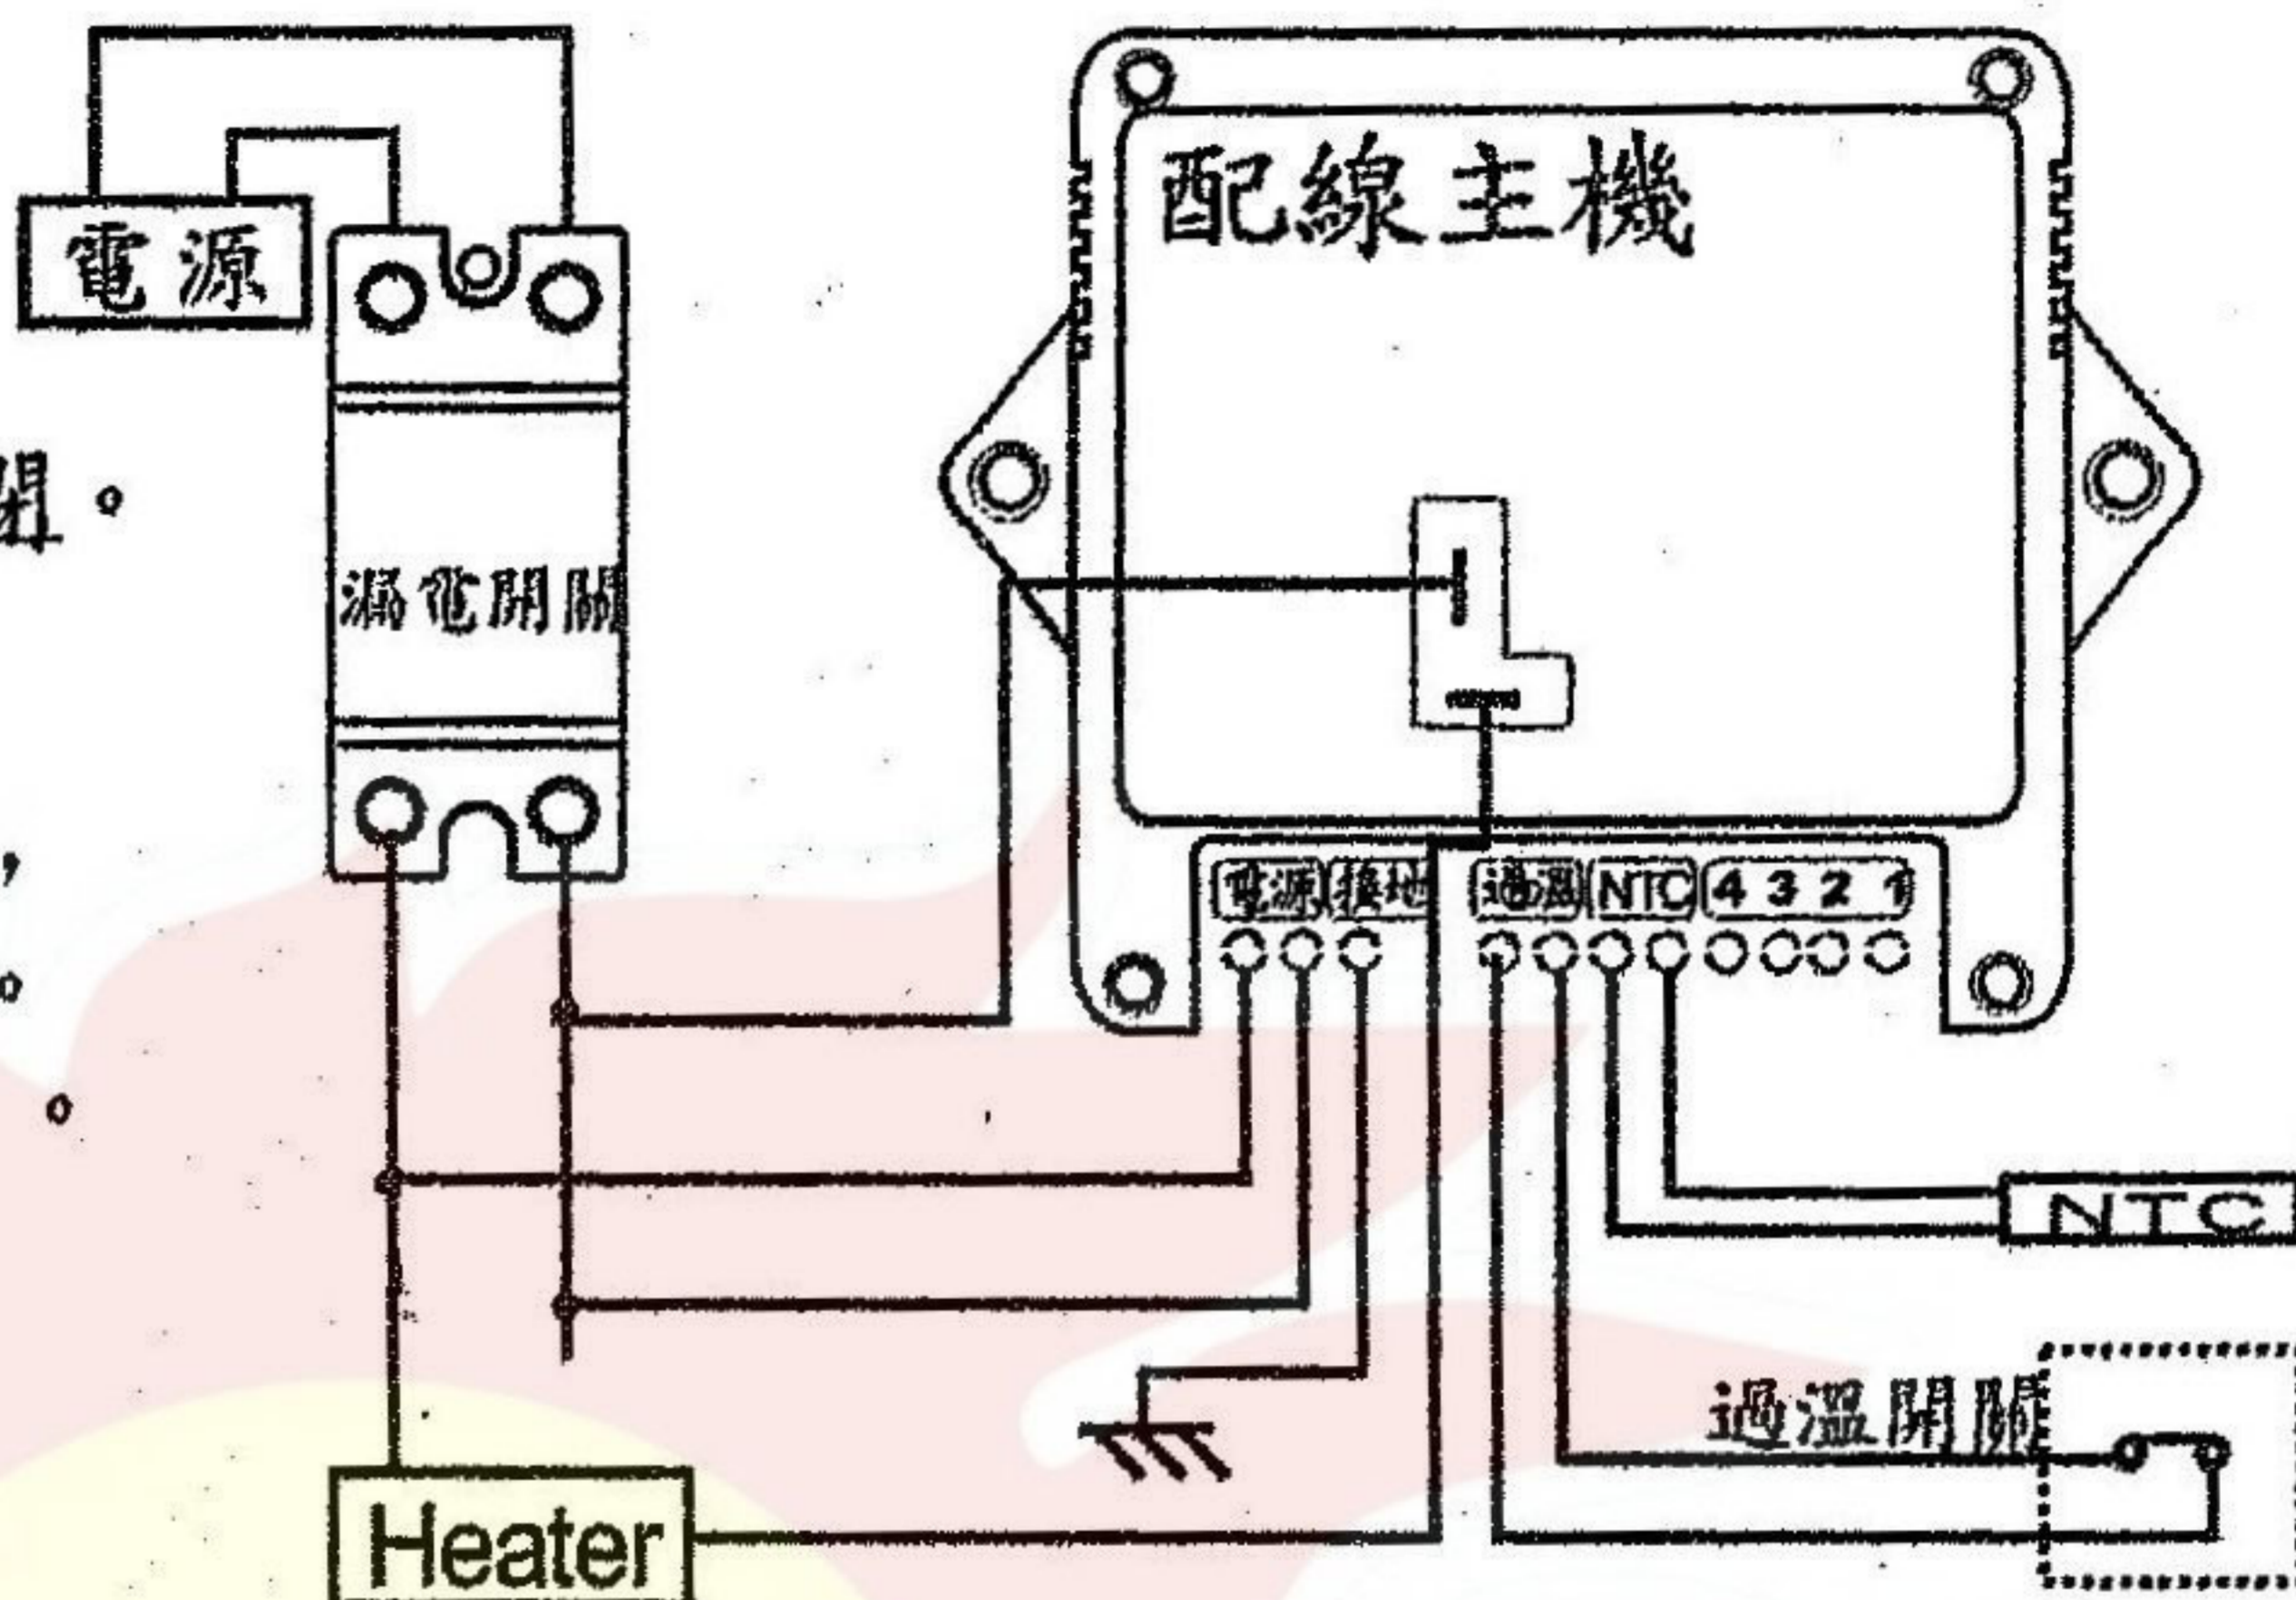 電源
配線主機
閉。
漏電開關
，
電源 接地 過溫 NTC 4 3 2 1
。
。
NTC
過溫開關
Heater